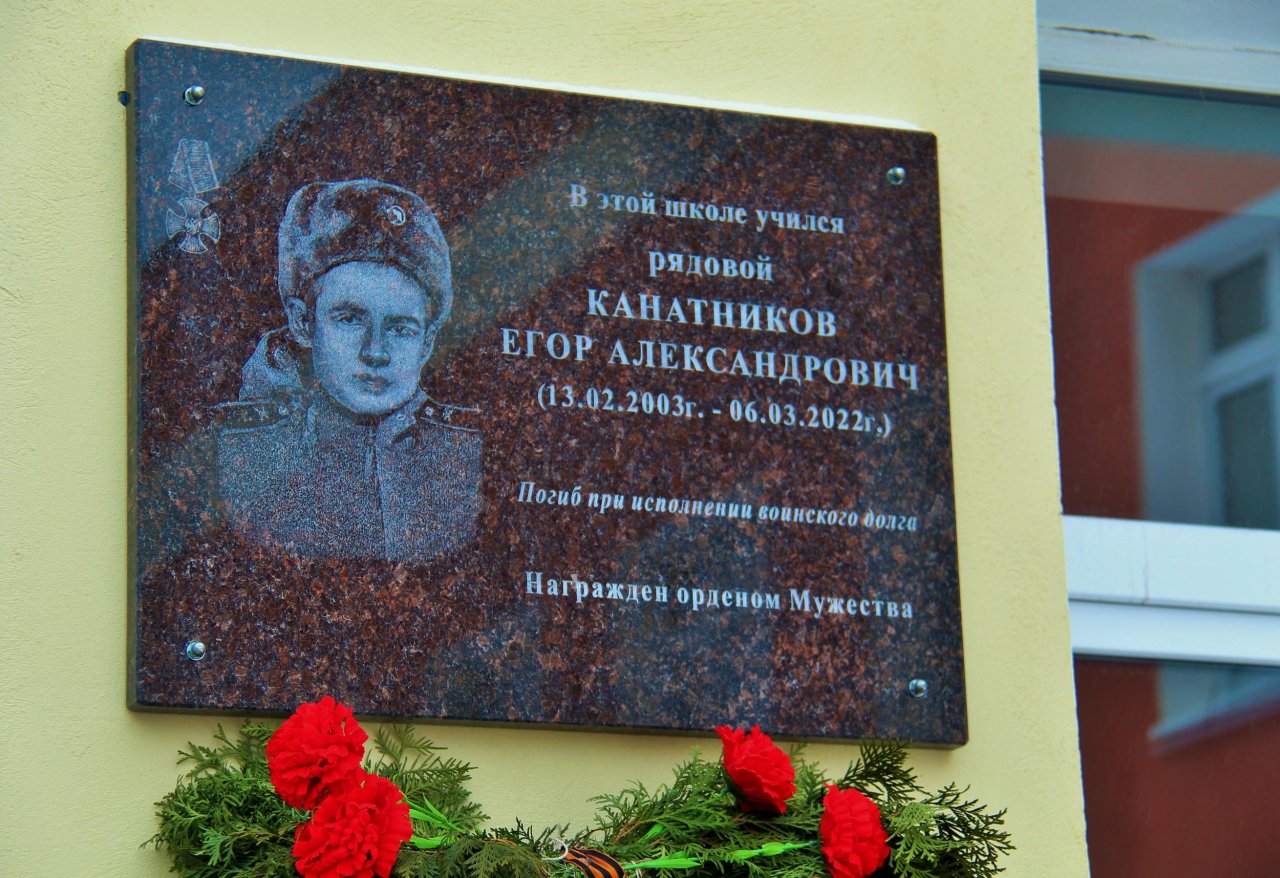 В этой школе учился
рядовой
КАНАТНИКОВ
ЕГОР АЛЕКСАНДРОВИЧ
(13.02.2003г. - 06.03.2022г.)
Погиб при исполнении воинского долга
Награжден орденом Мужества